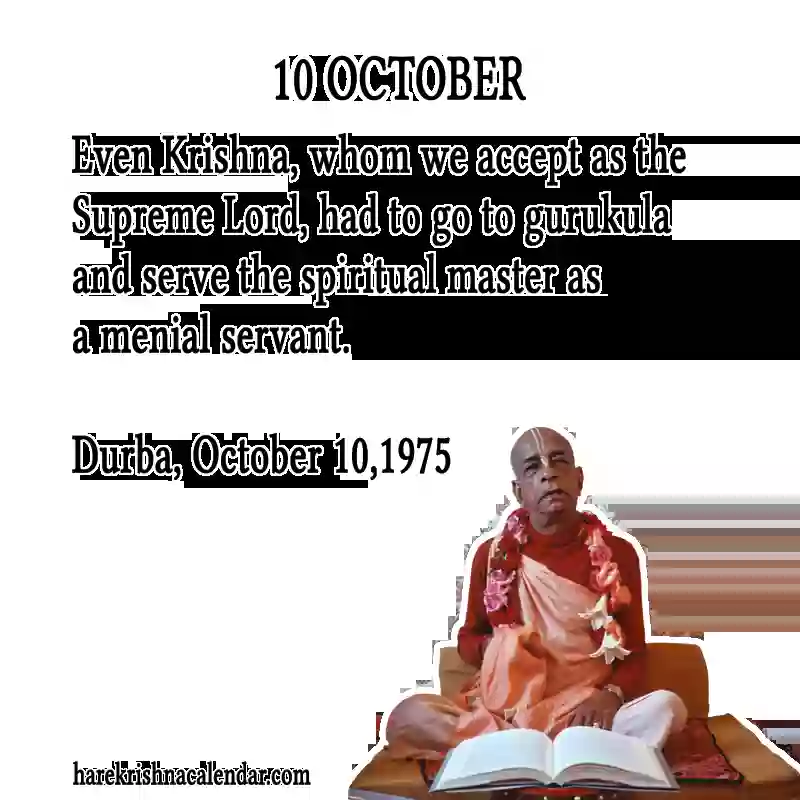 10 OCTOBER
Even Krishna, whom we accept as the
Supreme Lord, had to go to gurukula
and serve the spiritual master as
a menial servant.
Durba, October 10,1975
harekrishnacalendar.com